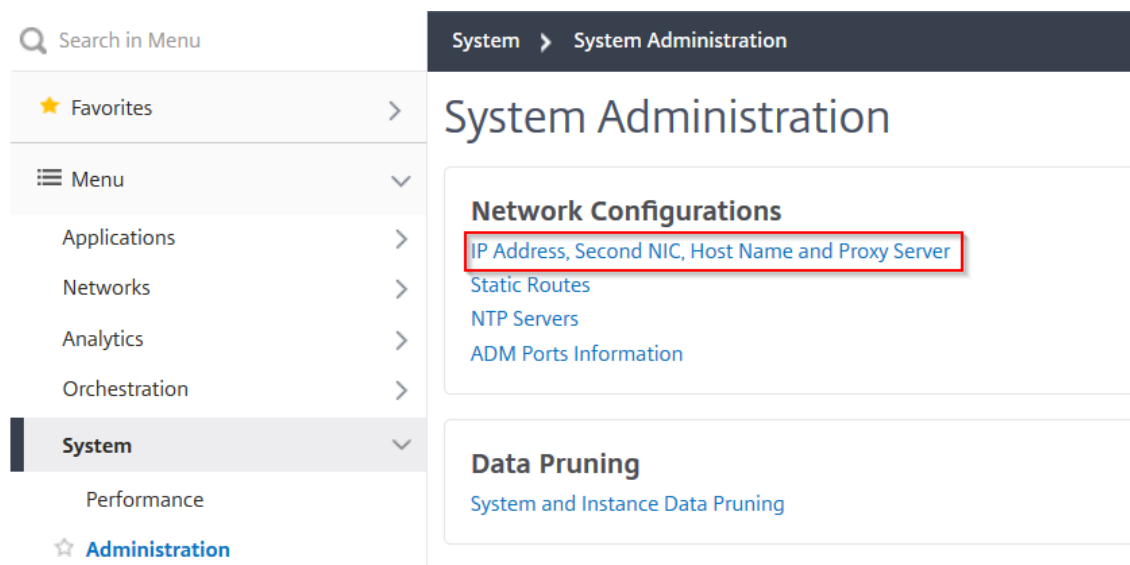 Search in Menu
Favorites
Menu
Applications
Networks
Analytics
Orchestration
System
Performance
Administration
System > System Administration
System Administration
Network Configurations
IP Address, Second NIC, Host Name and Proxy Server
Static Routes
NTP Servers
ADM Ports Information
Data Pruning
System and Instance Data Pruning